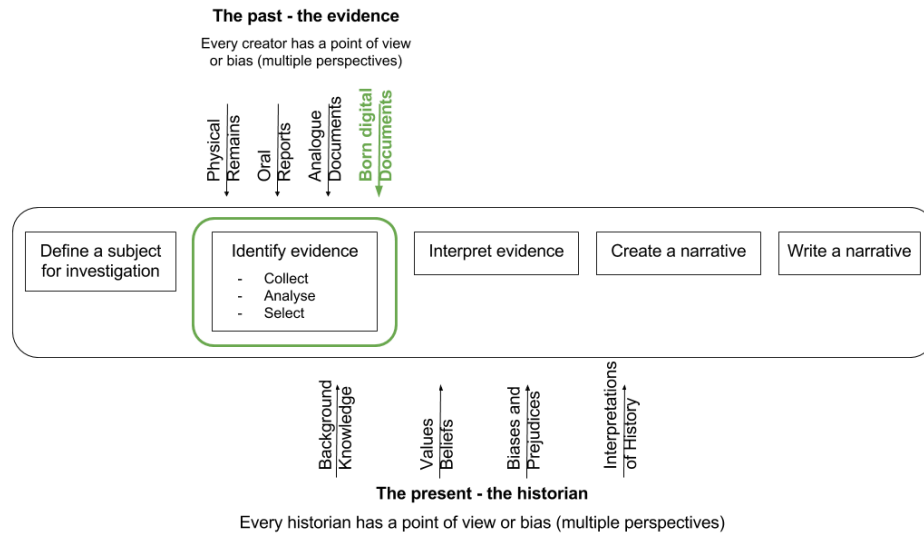 The past - the evidence
Every creator has a point of view
or bias (multiple perspectives)
Physical
Remains
Oral
Reports
Analogue
Documents
Born digital
Documents
Define a subject
for investigation
Identify evidence
- Collect
- Analyse
- Select
Interpret evidence
Create a narrative
Write a narrative
Background
Knowledge
Values
Beliefs
Biases and
Prejudices
Interpretations
of History
The present - the historian
Every historian has a point of view or bias (multiple perspectives)